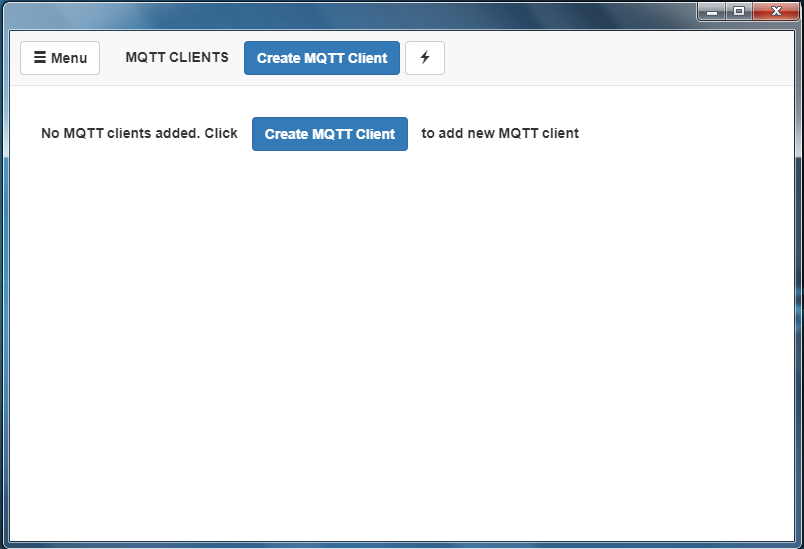 Menu MQTT CLIENTS Create MQTT Client
No MQTT clients added. Click Create MQTT Client to add new MQTT client